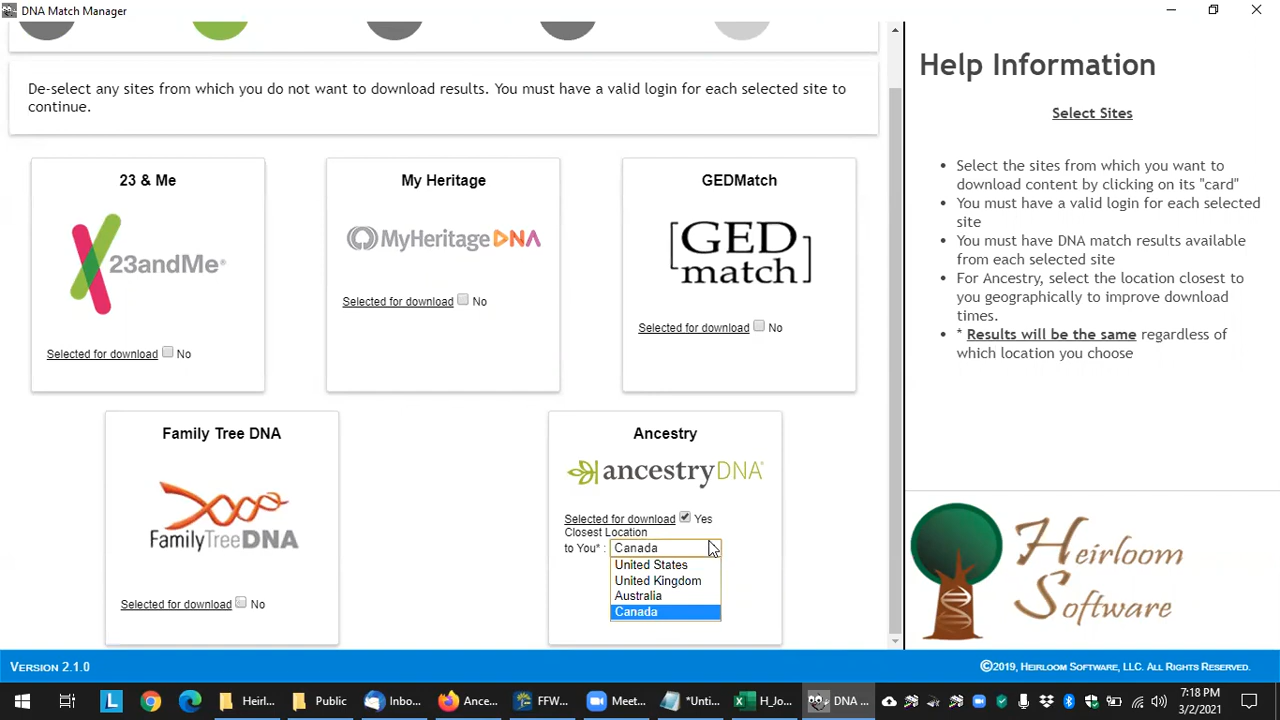 DNA Match Manager
De-select any sites from which you do not want to download results. You must have a valid login for each selected site to
continue.
23 & Me
23andMe
Selected for download No
My Heritage
MyHeritage DNA
Selected for download No
GEDMatch
GED
match
Selected for download No
Family Tree DNA
FamilyTreeDNA
Selected for download No
Ancestry
ancestryDNA
Selected for download Yes
Closest Location
to You* : Canada
United States
United Kingdom
Australia
Canada
Help Information
Select Sites
• Select the sites from which you want to
download content by clicking on its "card"
• You must have a valid login for each selected
site
• You must have DNA match results available
from each selected site
• For Ancestry, select the location closest to
you geographically to improve download
times.
• * Results will be the same regardless of
which location you choose
Heirloom
Software
Version 2.1.0
©2019, Heirloom Software, LLC. All Rights Reserved.
L
Heirl...
Public
Inbo...
Ance...
FFW...
Meet...
*Unti...
H_Jo...
DNA ...
7:18 PM
3/2/2021